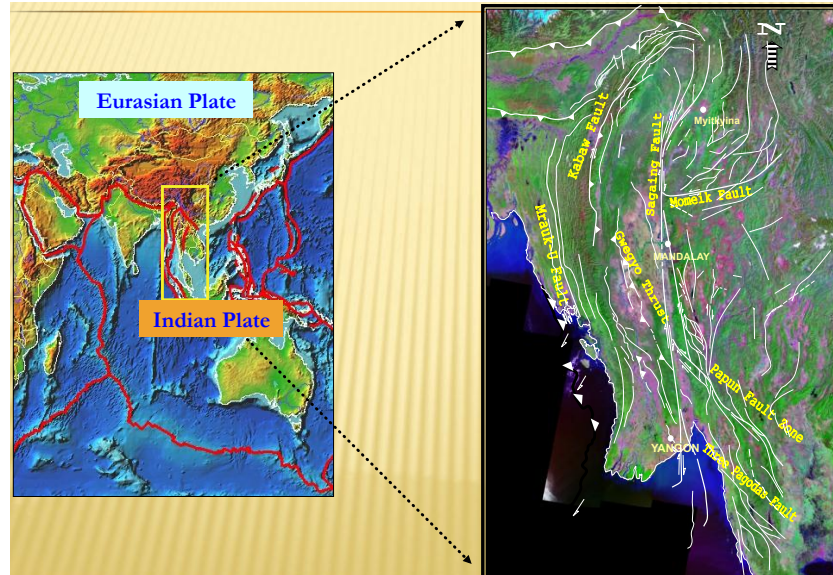 Eurasian Plate
Indian Plate
N
Myitkyina
Kabaw Fault
Sagaing Fault
Momeik Fault
Mrauk-U Fault
MANDALAY
Gwegyo Thrust
Papun Fault Zone
YANGON
Three Pagodas Fault